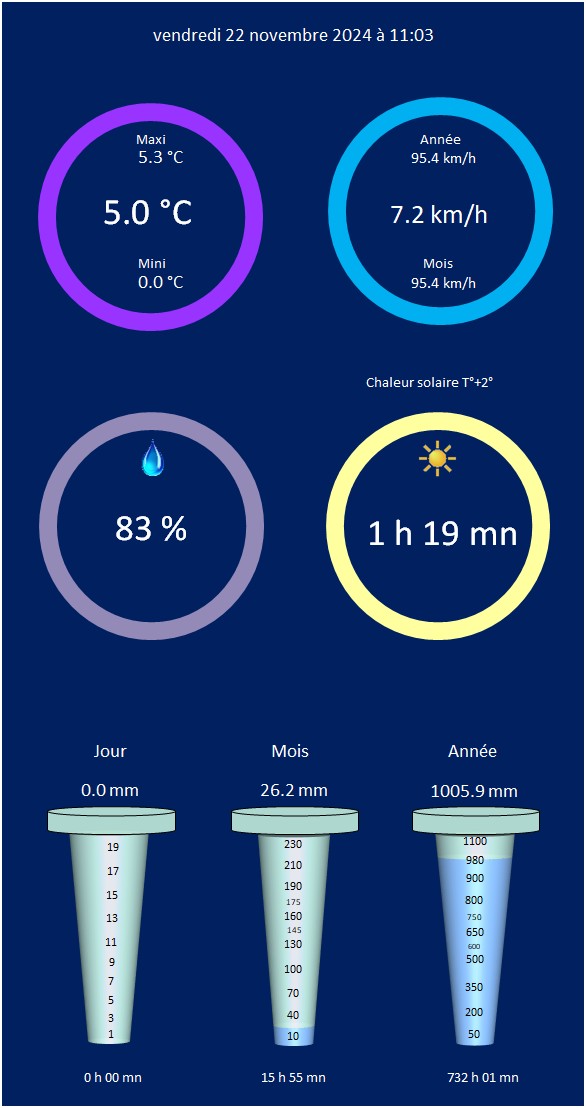 vendredi 22 novembre 2024 à 11:03
Maxi
5.3 °C
5.0 °C
Mini
0.0 °C
Année
95.4 km/h
7.2 km/h
Mois
95.4 km/h
Chaleur solaire T°+2°
83 %
1 h 19 mn
Jour
0.0 mm
19
17
15
13
11
9
7
5
3
1
0 h 00 mn
Mois
26.2 mm
230
210
190
175
160
145
130
100
70
40
10
15 h 55 mn
Année
1005.9 mm
1100
980
900
800
750
650
600
500
350
200
50
732 h 01 mn